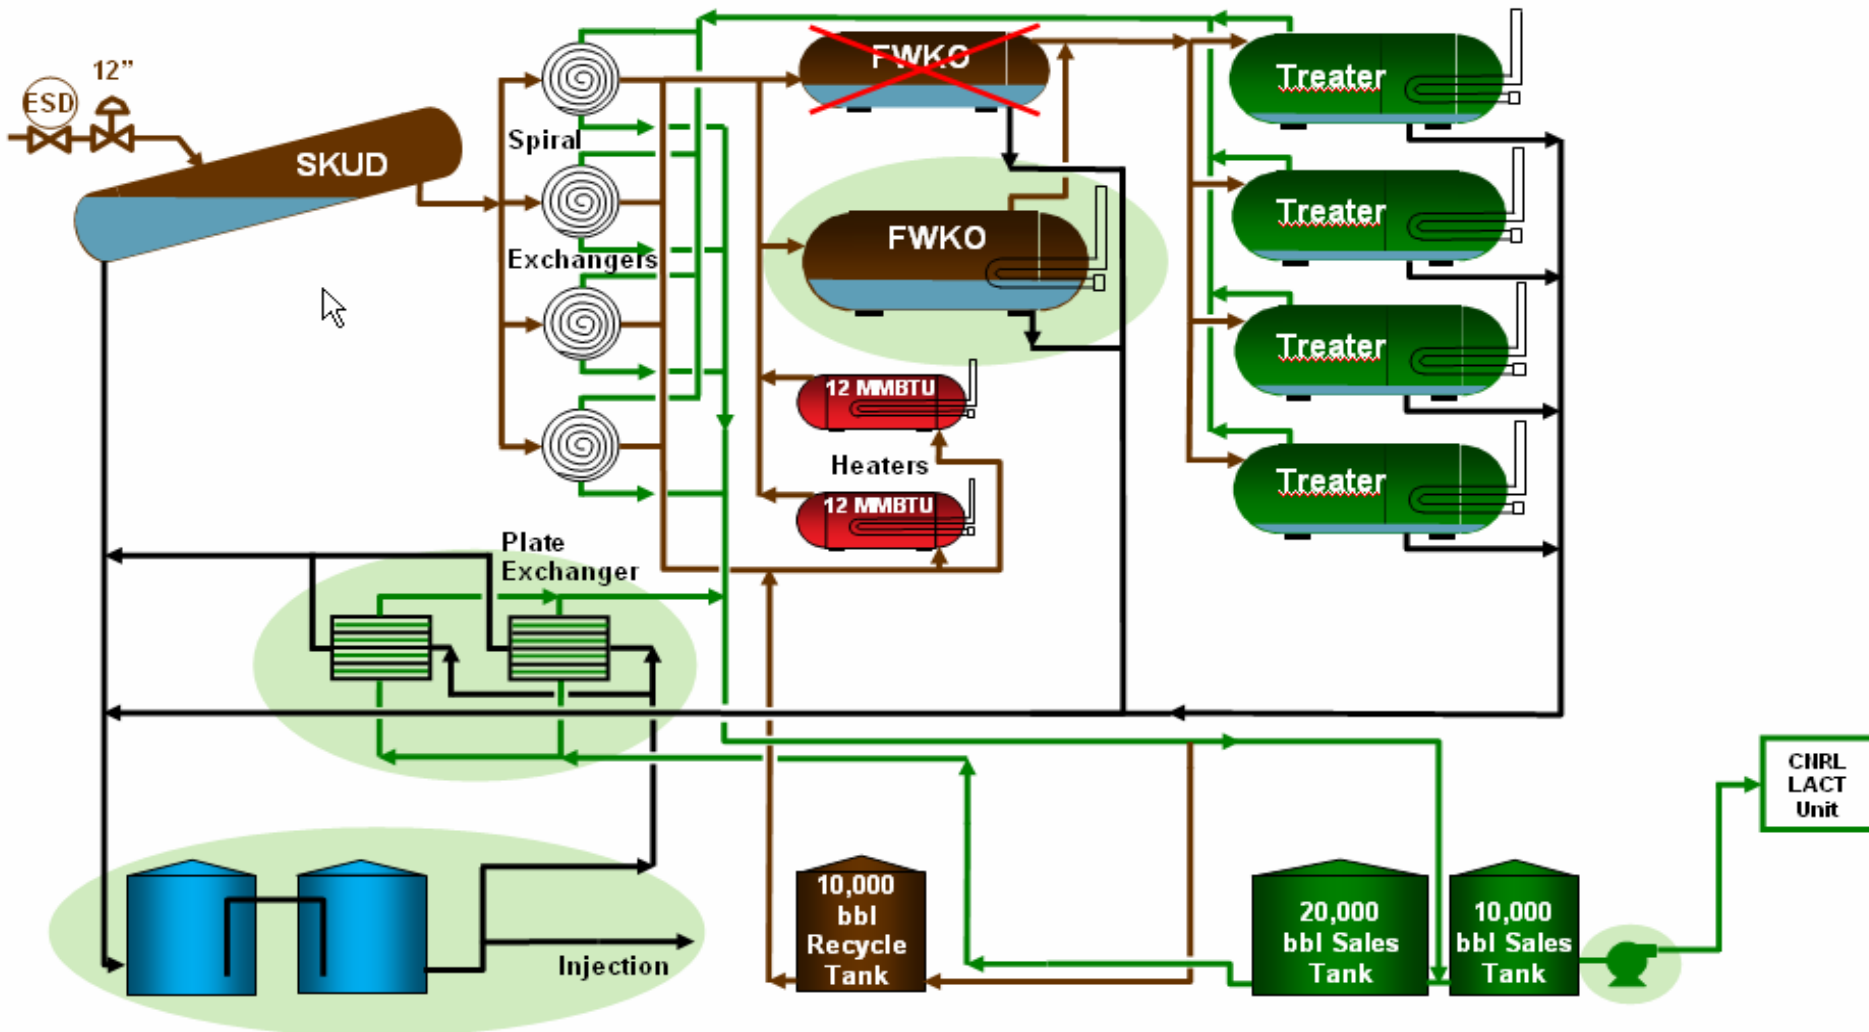 12”
ESD
SKUD
Spiral
Exchangers
FWKO
FWKO
12 MMBTU
Heaters
12 MMBTU
Treater
Treater
Treater
Treater
Plate
Exchanger
Injection
10,000
bbl
Recycle
Tank
20,000
bbl Sales
Tank
10,000
bbl Sales
Tank
CNRL
LACT
Unit